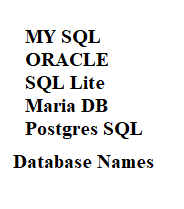 MY SQL
ORACLE
SQL Lite
Maria DB
Postgres SQL
Database Names